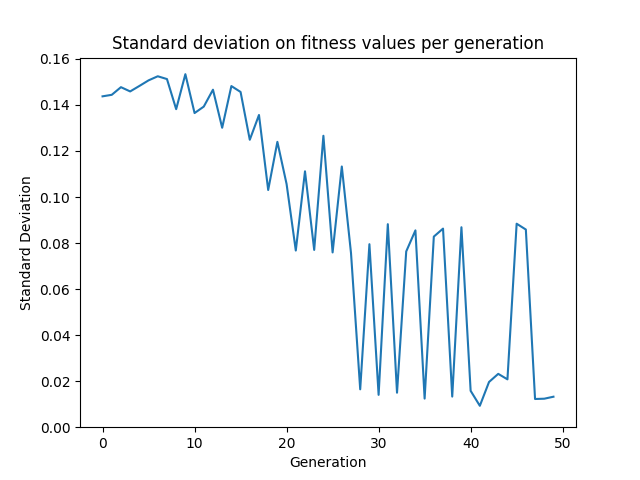 Standard deviation on fitness values per generation
0.16
0.14
0.12
0.10
0.08
0.06
0.04
0.02
0.00
Standard Deviation
0 10 20 30 40 50
Generation